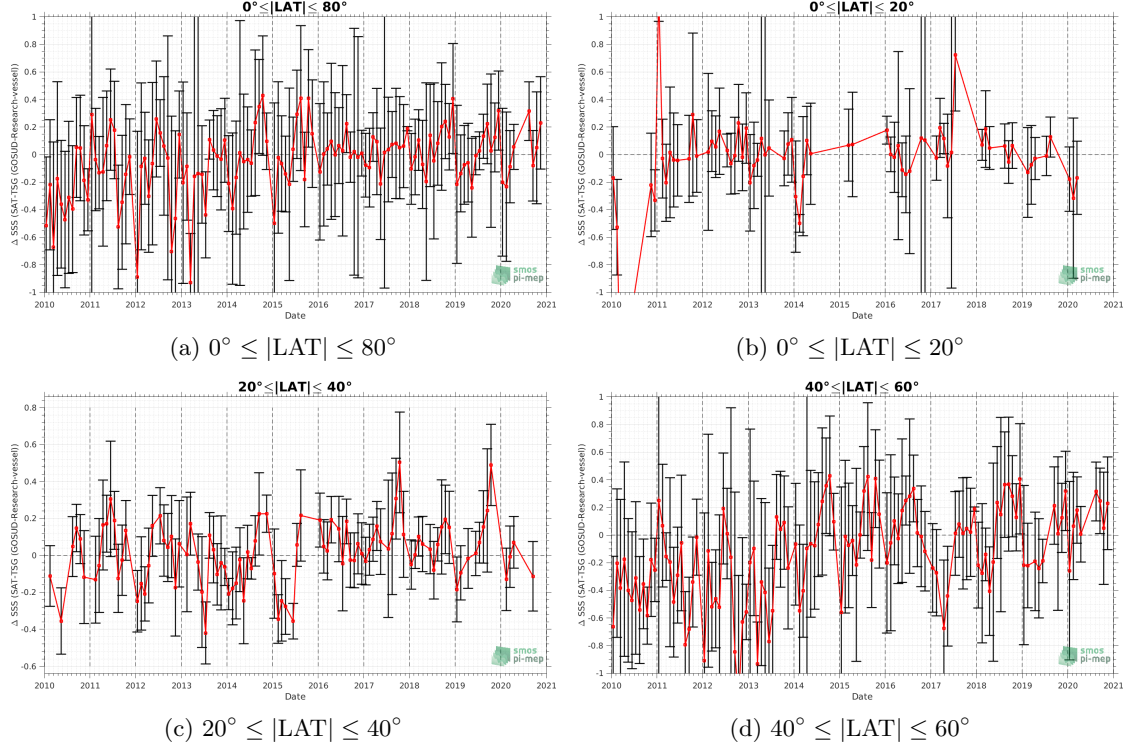 0°≤|LAT|≤ 80°
1
0.8
0.6
0.4
0.2
0
-0.2
-0.4
-0.6
-0.8
-1
Δ SSS (SAT-TSG (GOSUD-Research-vessel))
2010 2011 2012 2013 2014 2015 2016 2017 2018 2019 2020 2021
Date
smos
pi-mep
(a) 0° ≤ |LAT| ≤ 80°
0°≤|LAT|≤ 20°
1
0.8
0.6
0.4
0.2
0
-0.2
-0.4
-0.6
-0.8
-1
Δ SSS (SAT-TSG (GOSUD-Research-vessel))
2010 2011 2012 2013 2014 2015 2016 2017 2018 2019 2020 2021
Date
smos
pi-mep
(b) 0° ≤ |LAT| ≤ 20°
20°≤|LAT|≤ 40°
0.8
0.6
0.4
0.2
0
-0.2
-0.4
-0.6
Δ SSS (SAT-TSG (GOSUD-Research-vessel))
2010 2011 2012 2013 2014 2015 2016 2017 2018 2019 2020 2021
Date
smos
pi-mep
(c) 20° ≤ |LAT| ≤ 40°
40°≤|LAT|≤ 60°
1
0.8
0.6
0.4
0.2
0
-0.2
-0.4
-0.6
-0.8
-1
Δ SSS (SAT-TSG (GOSUD-Research-vessel))
2010 2011 2012 2013 2014 2015 2016 2017 2018 2019 2020 2021
Date
smos
pi-mep
(d) 40° ≤ |LAT| ≤ 60°